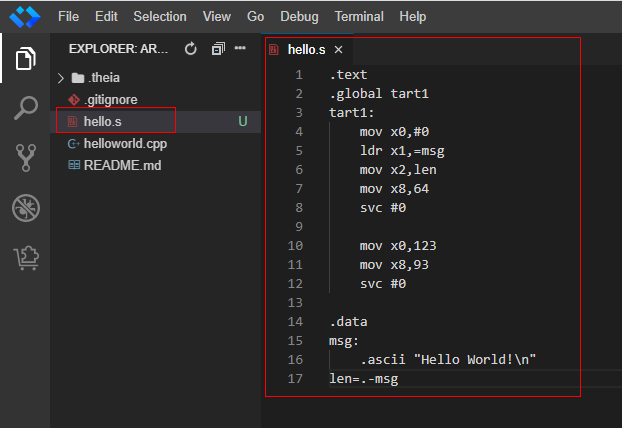 File Edit Selection View Go Debug Terminal Help
EXPLORER: AR...
.theia
.gitignore
hello.s U
helloworld.cpp
README.md
hello.s
1 .text
2 .global tart1
3 tart1:
4 mov x0,#0
5 ldr x1,=msg
6 mov x2,len
7 mov x8,64
8 svc #0
9
10 mov x0,123
11 mov x8,93
12 svc #0
13
14 .data
15 msg:
16 .ascii "Hello World!\n"
17 len=.-msg